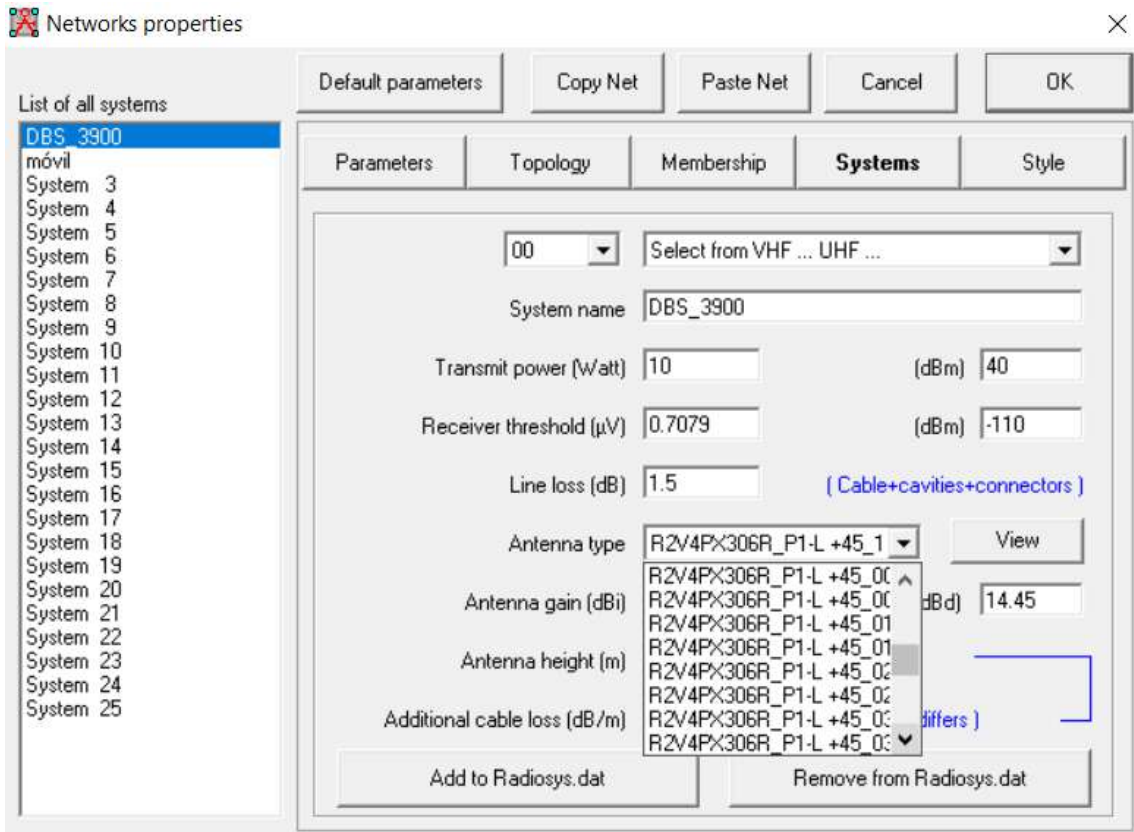 Networks properties
List of all systems
DBS_3900
móvil
System 3
System 4
System 5
System 6
System 7
System 8
System 9
System 10
System 11
System 12
System 13
System 14
System 15
System 16
System 17
System 18
System 19
System 20
System 21
System 22
System 23
System 24
System 25
Default parameters Copy Net Paste Net Cancel OK
Parameters Topology Membership Systems Style
00 Select from VHF ... UHF ...
System name DBS_3900
Transmit power (Watt) 10 (dBm) 40
Receiver threshold (µV) 0.7079 (dBm) -110
Line loss (dB) 1.5 ( Cable+cavities+connectors )
Antenna type R2V4PX306R_P1-L +45_1 View
R2V4PX306R_P1-L +45_00
R2V4PX306R_P1-L +45_00
R2V4PX306R_P1-L +45_01
R2V4PX306R_P1-L +45_01
R2V4PX306R_P1-L +45_02
R2V4PX306R_P1-L +45_02
R2V4PX306R_P1-L +45_03
R2V4PX306R_P1-L +45_03
Antenna gain (dBi) dBd) 14.45
Antenna height (m)
Additional cable loss (dB/m) differs )
Add to Radiosys.dat Remove from Radiosys.dat